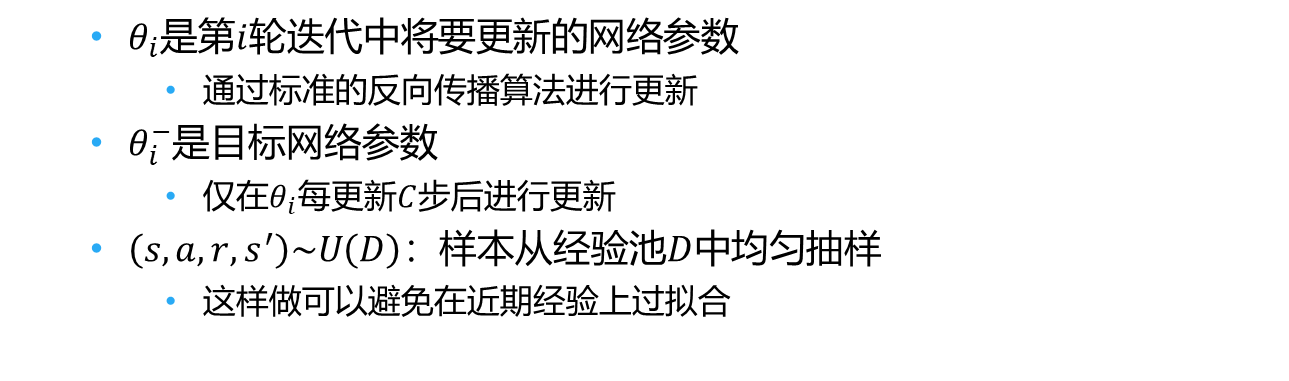 • θᵢ是第i轮迭代中将要更新的网络参数
• 通过标准的反向传播算法进行更新
• θᵢ⁻是目标网络参数
• 仅在θᵢ每更新C步后进行更新
• (s, a, r, s′)~U(D)：样本从经验池D中均匀抽样
• 这样做可以避免在近期经验上过拟合